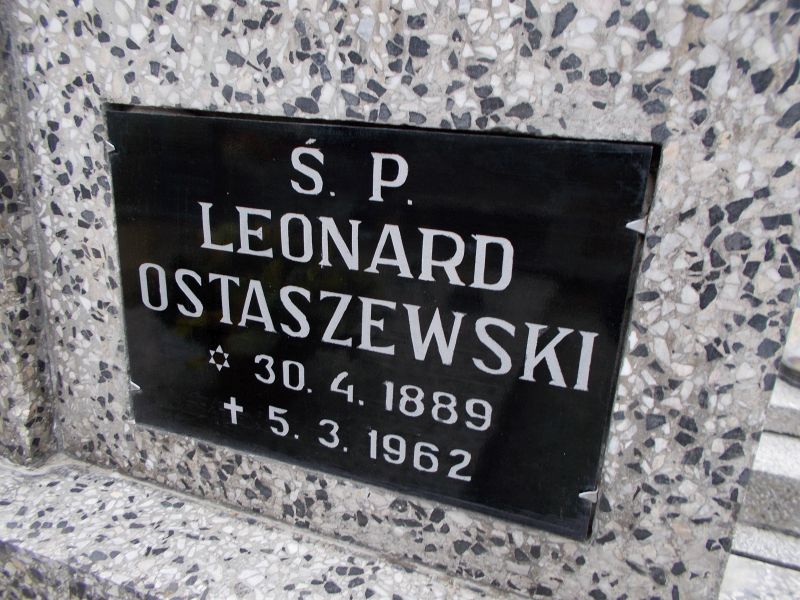 Ś. P.
LEONARD
OSTASZEWSKI
✡ 30. 4. 1889
✝ 5. 3. 1962